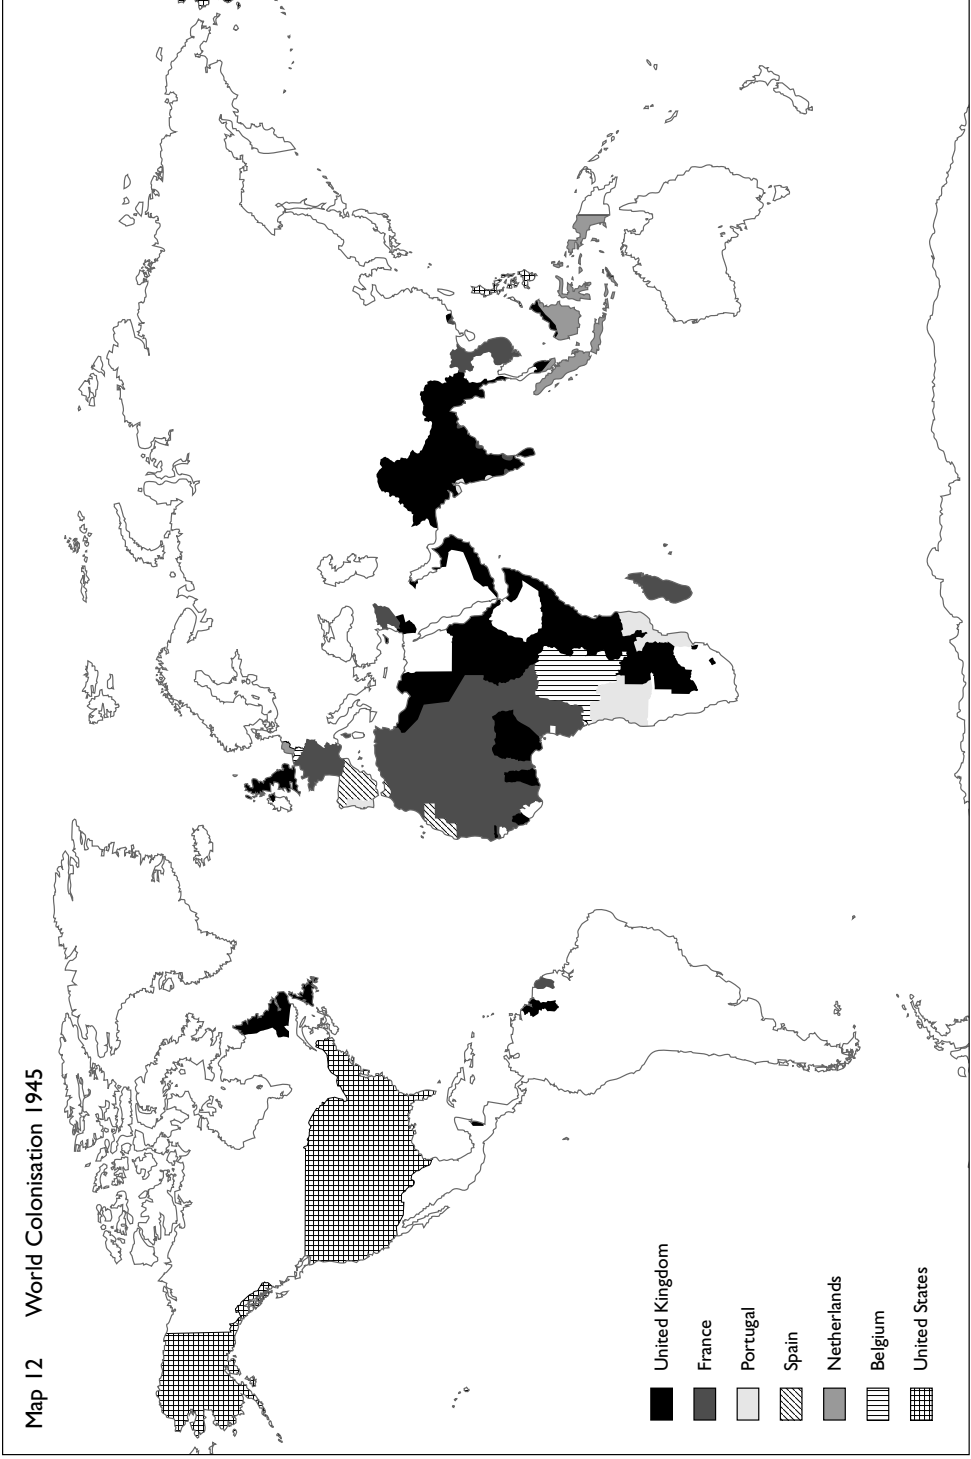 Map 12 World Colonisation 1945
United Kingdom
France
Portugal
Spain
Netherlands
Belgium
United States